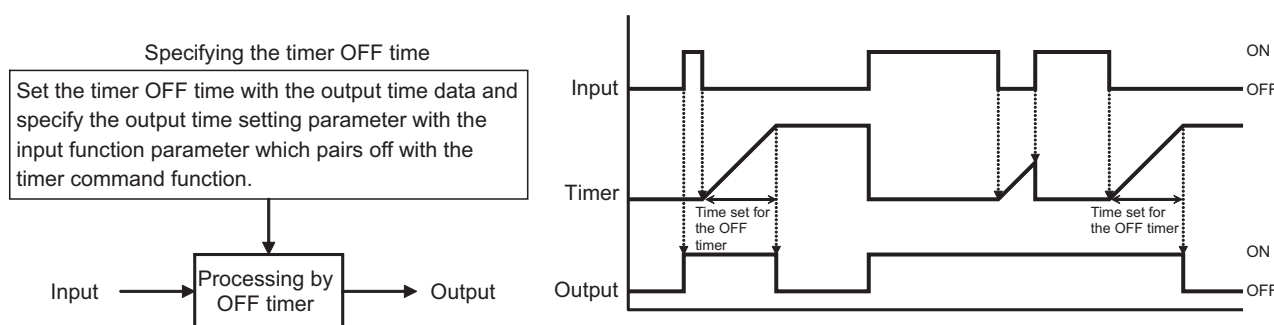 Specifying the timer OFF time
Set the timer OFF time with the output time data and
specify the output time setting parameter with the
input function parameter which pairs off with the
timer command function.
Input
Processing by
OFF timer
Output
ON
Input
OFF
Timer
Time set for
the OFF
timer
Time set for
the OFF timer
ON
Output
OFF